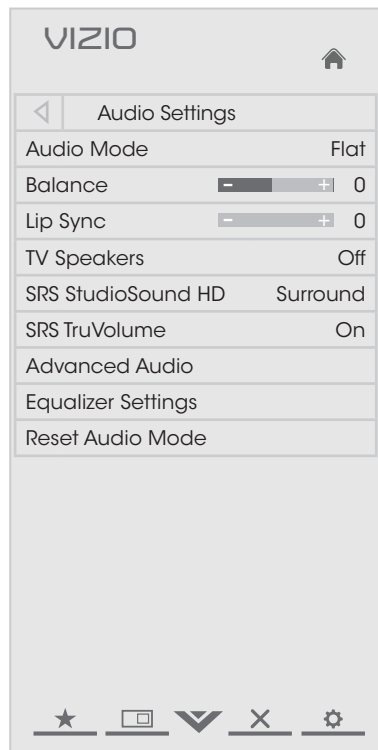 VIZIO
Audio Settings
Audio Mode Flat
Balance - + 0
Lip Sync - + 0
TV Speakers Off
SRS StudioSound HD Surround
SRS TruVolume On
Advanced Audio
Equalizer Settings
Reset Audio Mode